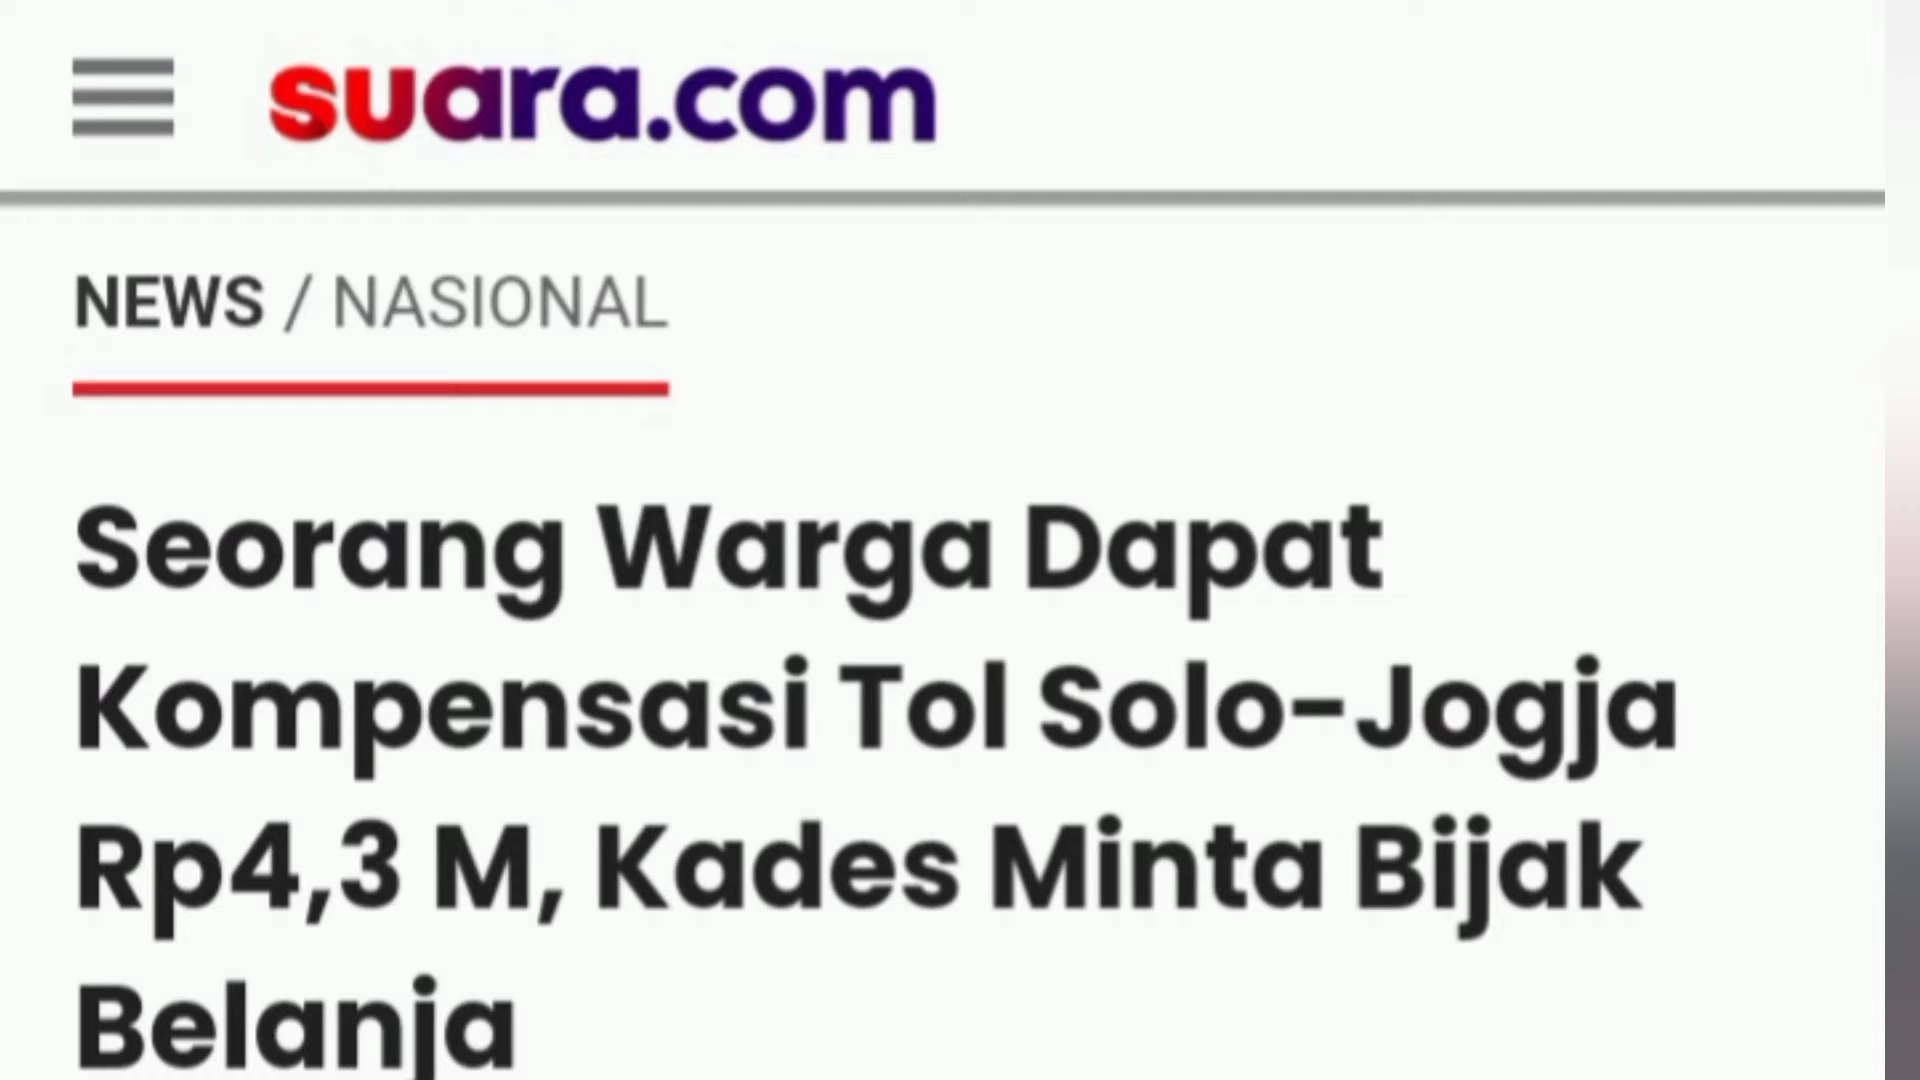 suara.com
NEWS / NASIONAL
Seorang Warga Dapat
Kompensasi Tol Solo-Jogja
Rp4,3 M, Kades Minta Bijak
Belanja